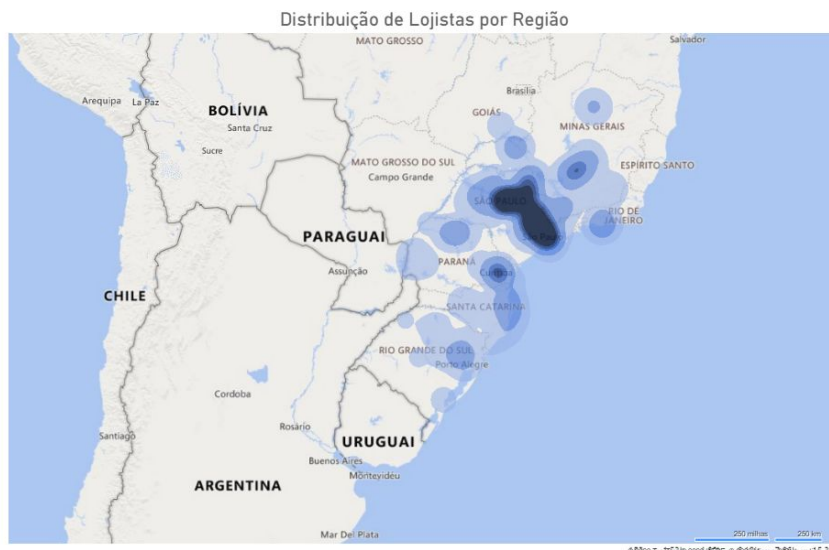 Distribuição de Lojistas por Região
MATO GROSSO
Salvador
Brasília
Arequipa
La Paz
BOLÍVIA
GOIÁS
Santa Cruz
MINAS GERAIS
Sucre
MATO GROSSO DO SUL
ESPÍRITO SANTO
Campo Grande
SÃO PAULO
RIO DE
JANEIRO
PARAGUAI
São Paulo
PARANÁ
Assunção
Curitiba
CHILE
SANTA CATARINA
RIO GRANDE DO SUL
Porto Alegre
Cordoba
Rosário
Santiago
URUGUAI
Buenos Aires
Montevidéu
ARGENTINA
Mar Del Plata
250 milhas
250 km